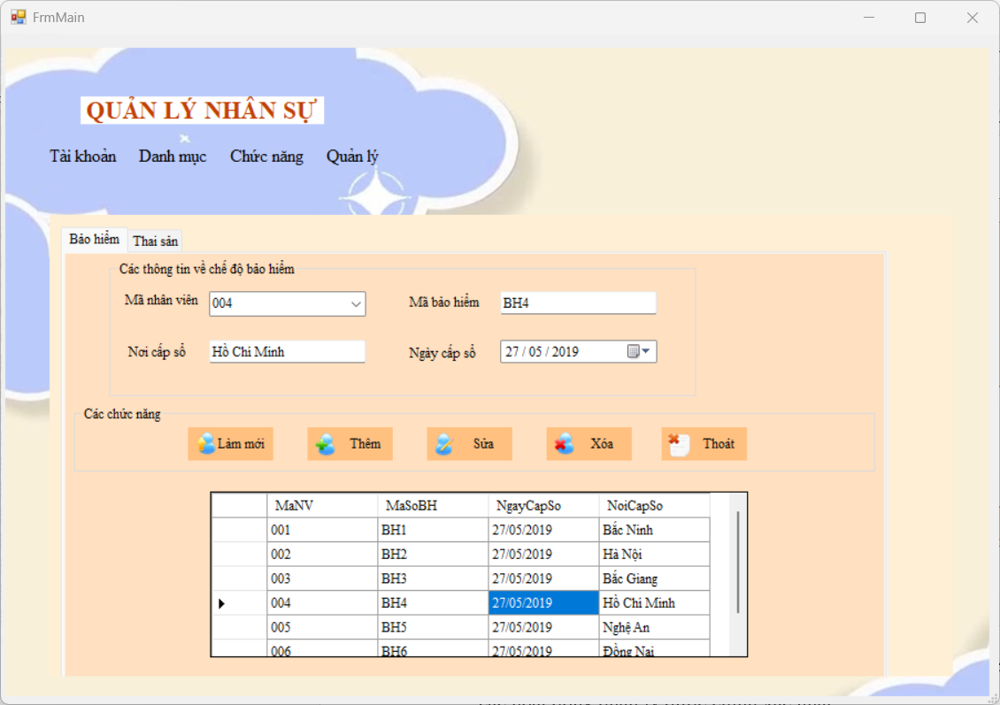 FrmMain
QUẢN LÝ NHÂN SỰ
Tài khoản Danh mục Chức năng Quản lý
Bảo hiểm Thai sản
Các thông tin về chế độ bảo hiểm
Mã nhân viên 004 Mã bảo hiểm BH4
Nơi cấp sổ Hồ Chí Minh Ngày cấp sổ 27 / 05 / 2019
Các chức năng
Làm mới Thêm Sửa Xóa Thoát
MaNV MaSoBH NgayCapSo NoiCapSo
001 BH1 27/05/2019 Bắc Ninh
002 BH2 27/05/2019 Hà Nội
003 BH3 27/05/2019 Bắc Giang
004 BH4 27/05/2019 Hồ Chí Minh
005 BH5 27/05/2019 Nghệ An
006 BH6 27/05/2019 Đồng Nai